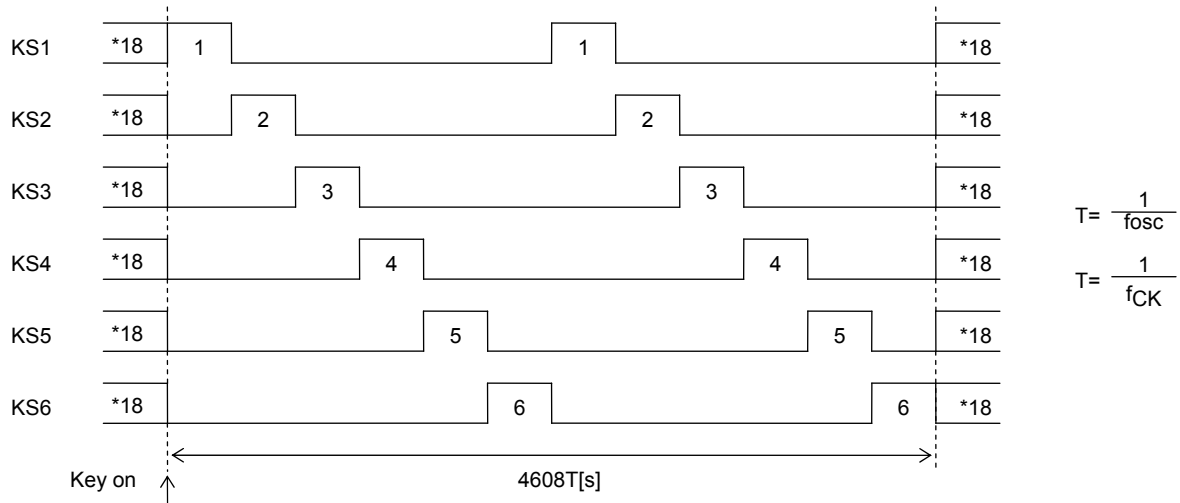 KS1 *18 1 1 *18
KS2 *18 2 2 *18
KS3 *18 3 3 *18
KS4 *18 4 4 *18
KS5 *18 5 5 *18
KS6 *18 6 6 *18
Key on 4608T[s]
T= 1/fosc
T= 1/fCK